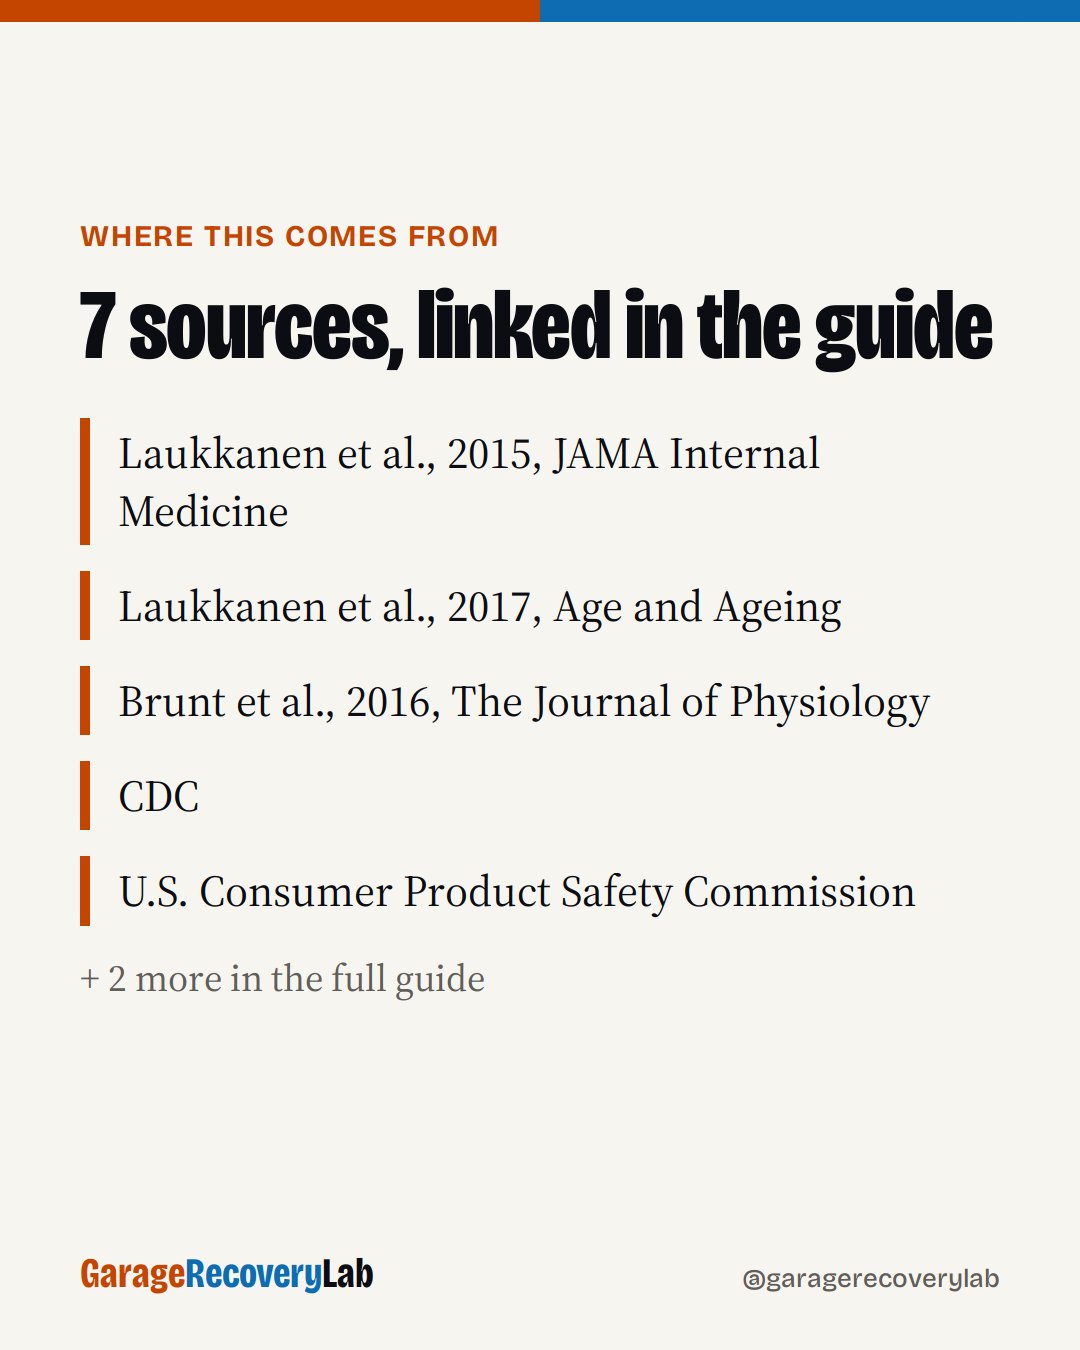 WHERE THIS COMES FROM
7 sources, linked in the guide
Laukkanen et al., 2015, JAMA Internal
Medicine
Laukkanen et al., 2017, Age and Ageing
Brunt et al., 2016, The Journal of Physiology
CDC
U.S. Consumer Product Safety Commission
+ 2 more in the full guide
GarageRecoveryLab
@garagerecoverylab